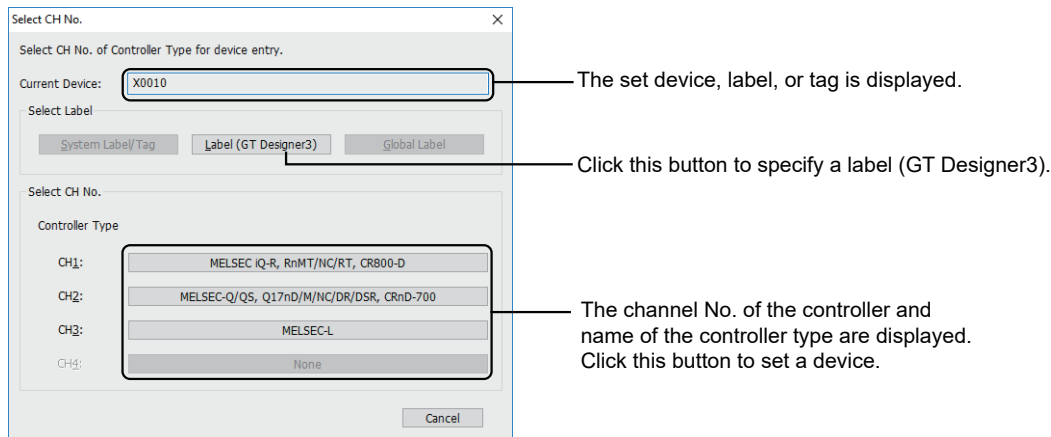 Select CH No.
Select CH No. of Controller Type for device entry.
Current Device: X0010
The set device, label, or tag is displayed.
Select Label
System Label/Tag Label (GT Designer3) Global Label
Click this button to specify a label (GT Designer3).
Select CH No.
Controller Type
CH1: MELSEC iQ-R, RnMT/NC/RT, CR800-D
CH2: MELSEC-Q/QS, Q17nD/M/NC/DR/DSR, CRnD-700
CH3: MELSEC-L
CH4: None
The channel No. of the controller and
name of the controller type are displayed.
Click this button to set a device.
Cancel